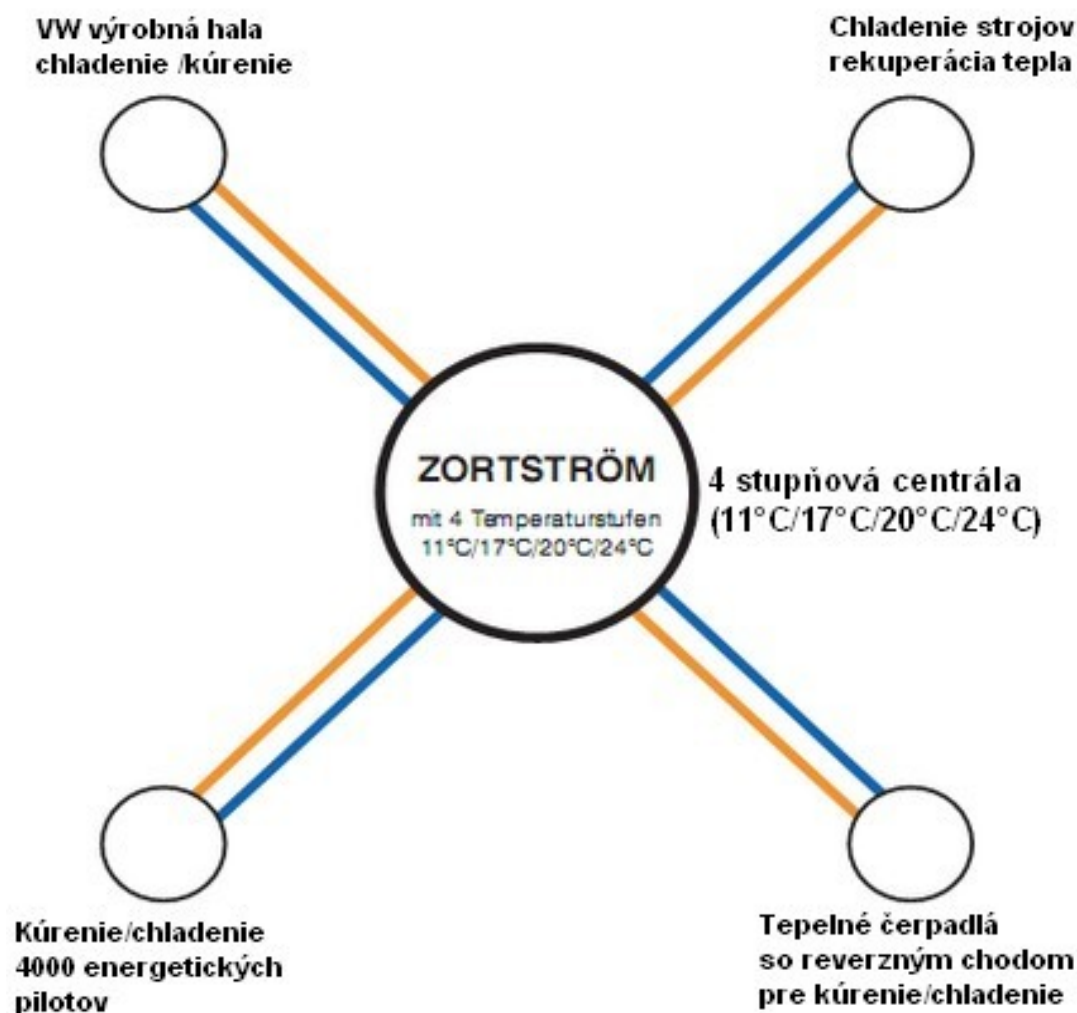 VW výrobná hala
chladenie /kúrenie
Chladenie strojov
rekuperácia tepla
ZORTSTRÖM
mit 4 Temperaturstufen
11°C/17°C/20°C/24°C
4 stupňová centrála
(11°C/17°C/20°C/24°C)
Kúrenie/chladenie
4000 energetických
pilotov
Tepelné čerpadlá
so reverzným chodom
pre kúrenie/chladenie